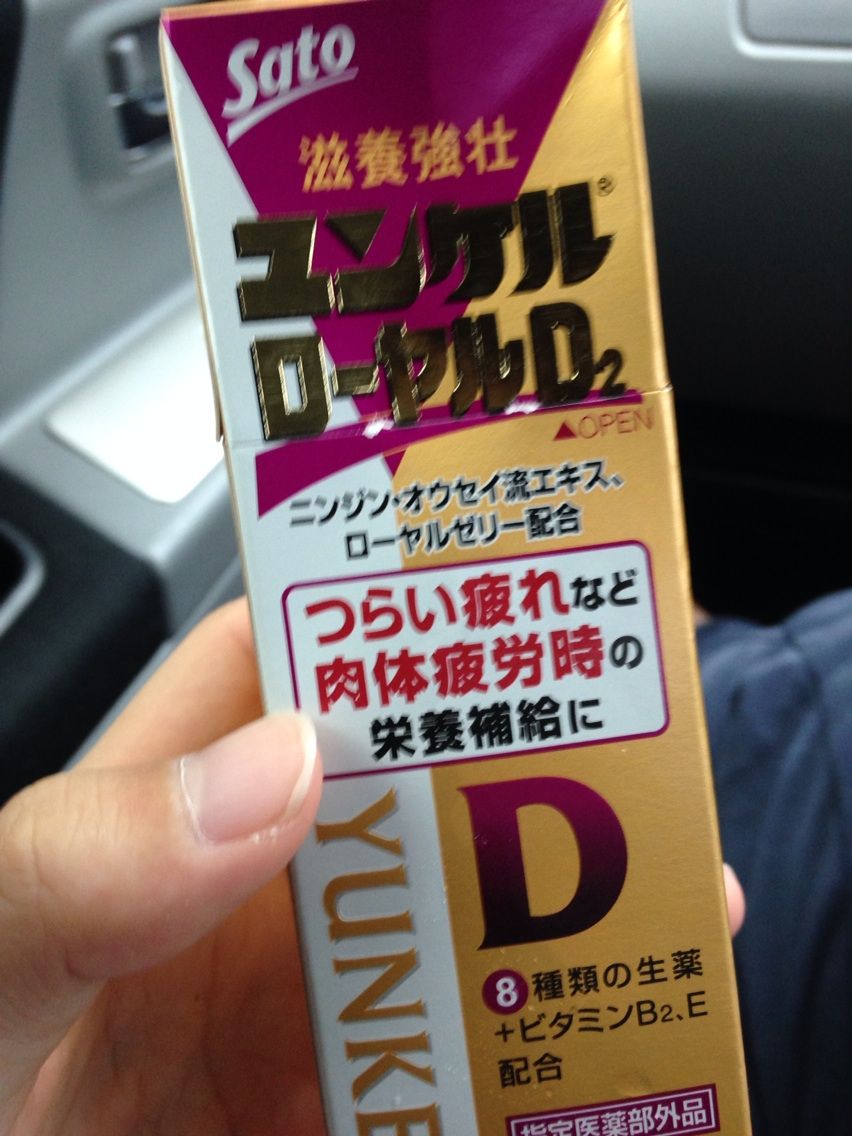 Sato
滋養強壮
ユンケル®
ローヤルD2
▲OPEN
ニンジン・オウセイ流エキス、
ローヤルゼリー配合
つらい疲れなど
肉体疲労時の
栄養補給に
YUNKE
D
8種類の生薬
+ビタミンB2、E
配合
指定医薬部外品